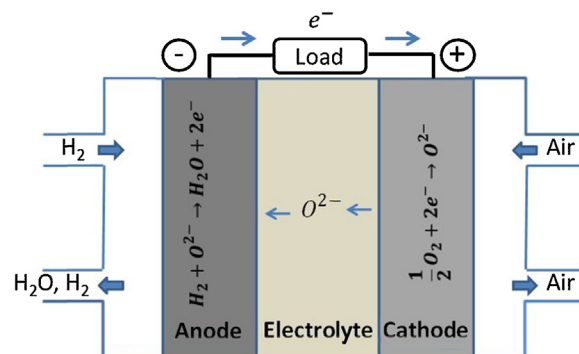 e⁻
- Load +
H₂ Air
H₂ + O²⁻ → H₂O + 2e⁻
O²⁻
½O₂ + 2e⁻ → O²⁻
H₂O, H₂ Air
Anode Electrolyte Cathode